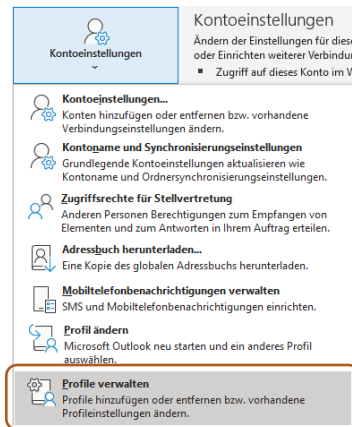 Kontoeinstellungen
Kontoeinstellungen
Ändern der Einstellungen für diese
oder Einrichten weiterer Verbindun
▪ Zugriff auf dieses Konto im W
Kontoeinstellungen...
Konten hinzufügen oder entfernen bzw. vorhandene
Verbindungseinstellungen ändern.
Kontoname und Synchronisierungseinstellungen
Grundlegende Kontoeinstellungen aktualisieren wie
Kontoname und Ordnersynchronisierungseinstellungen.
Zugriffsrechte für Stellvertretung
Anderen Personen Berechtigungen zum Empfangen von
Elementen und zum Antworten in Ihrem Auftrag erteilen.
Adressbuch herunterladen...
Eine Kopie des globalen Adressbuchs herunterladen.
Mobiltelefonbenachrichtigungen verwalten
SMS und Mobiltelefonbenachrichtigungen einrichten.
Profil ändern
Microsoft Outlook neu starten und ein anderes Profil
auswählen.
Profile verwalten
Profile hinzufügen oder entfernen bzw. vorhandene
Profileinstellungen ändern.